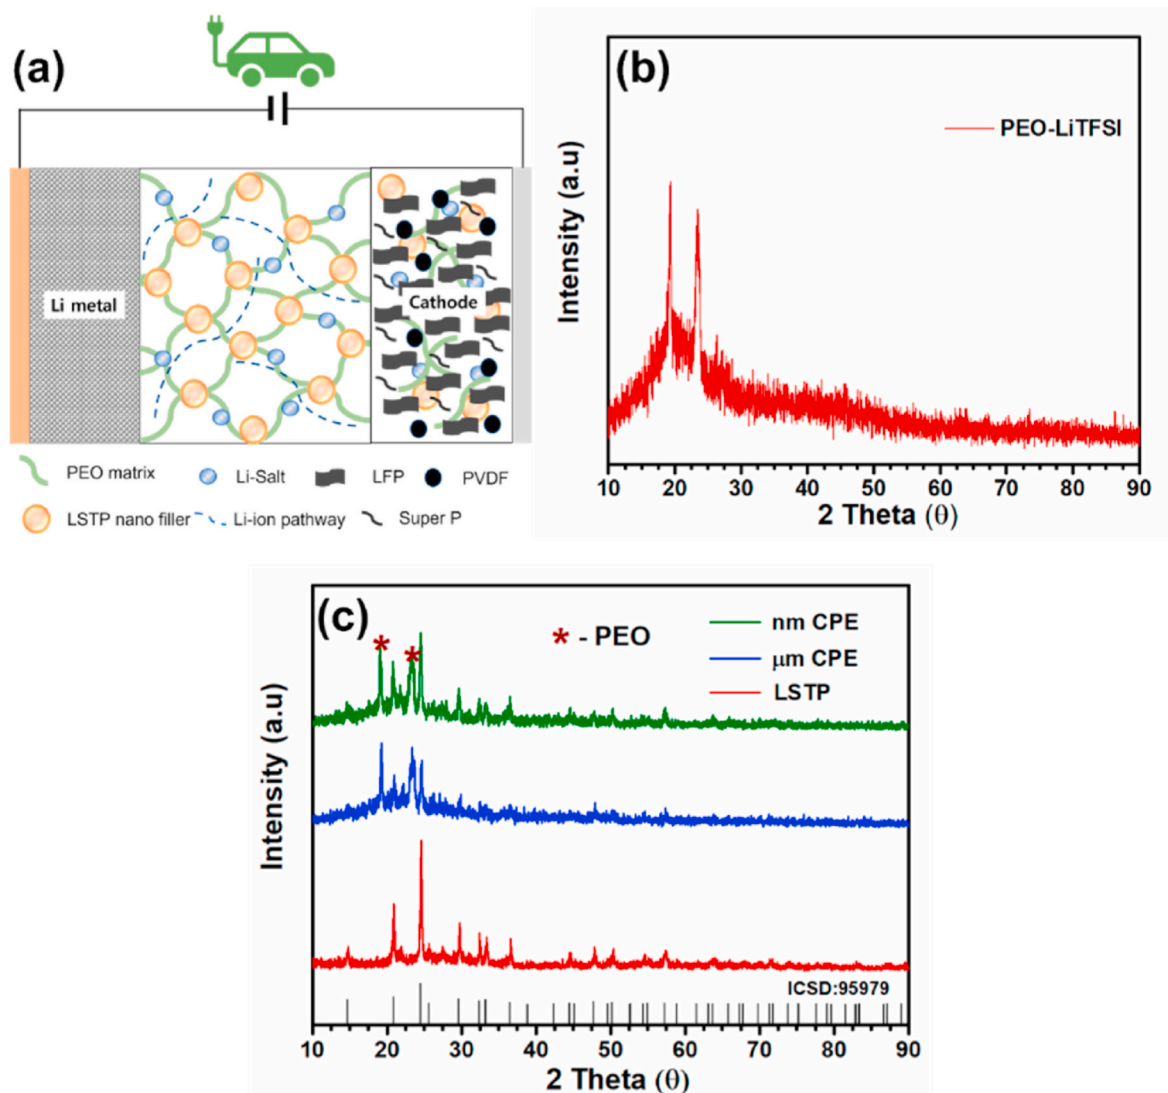 (a)
Li metal
Cathode
PEO matrix
Li-Salt
LFP
PVDF
LSTP nano filler
Li-ion pathway
Super P
(b)
PEO-LiTFSI
Intensity (a.u)
10 20 30 40 50 60 70 80 90
2 Theta (θ)
(c)
* - PEO
nm CPE
μm CPE
LSTP
* *
Intensity (a.u)
ICSD:95979
10 20 30 40 50 60 70 80 90
2 Theta (θ)